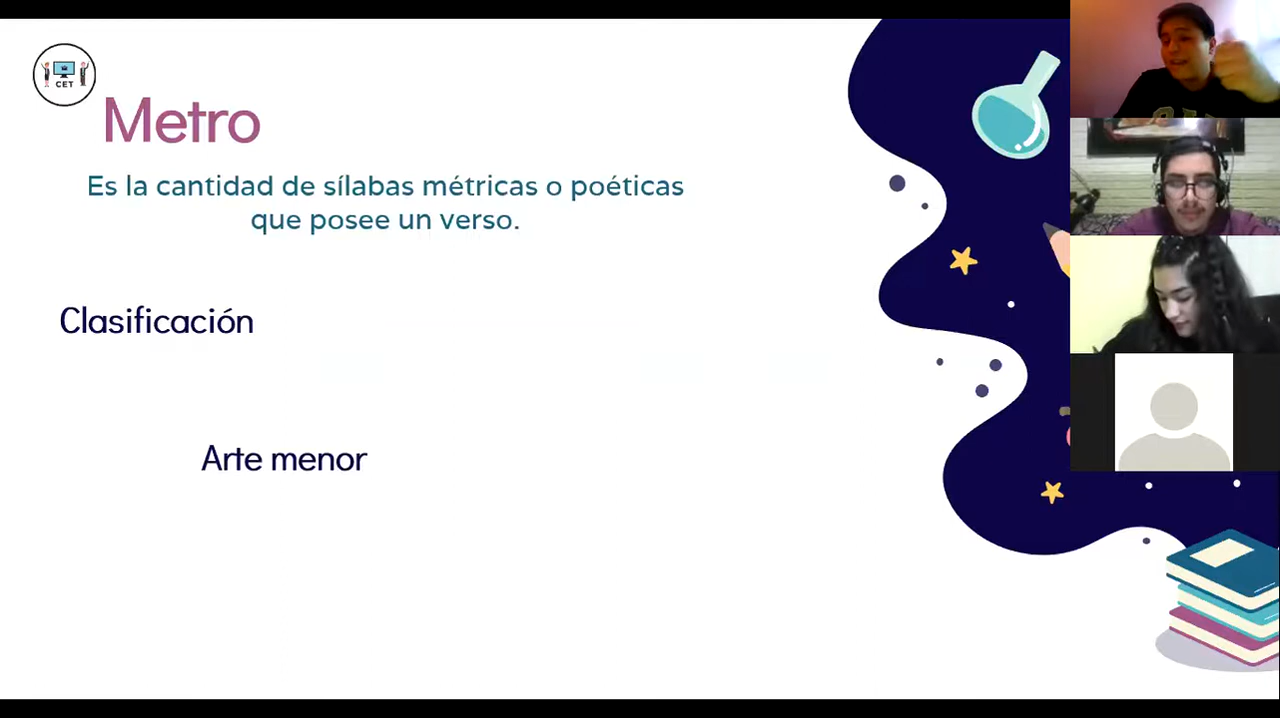 CET
Metro
Es la cantidad de sílabas métricas o poéticas
que posee un verso.
Clasificación
Arte menor